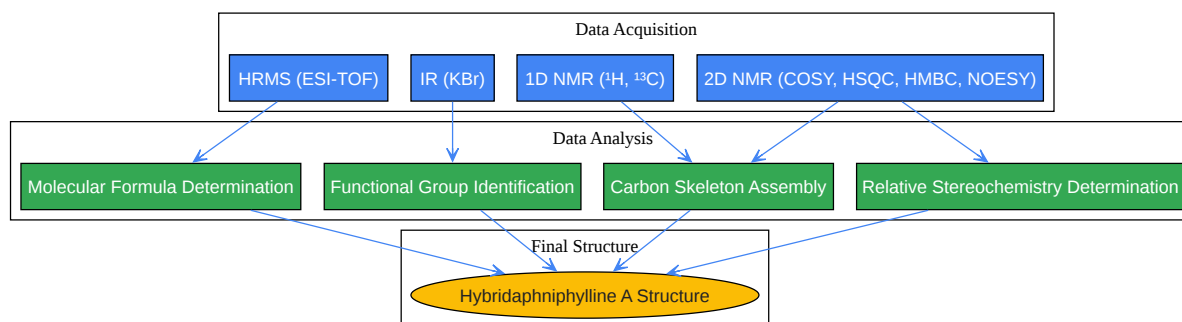 Data Acquisition
HRMS (ESI-TOF)
IR (KBr)
1D NMR (¹H, ¹³C)
2D NMR (COSY, HSQC, HMBC, NOESY)
Data Analysis
Molecular Formula Determination
Functional Group Identification
Carbon Skeleton Assembly
Relative Stereochemistry Determination
Final Structure
Hybridaphniphylline A Structure